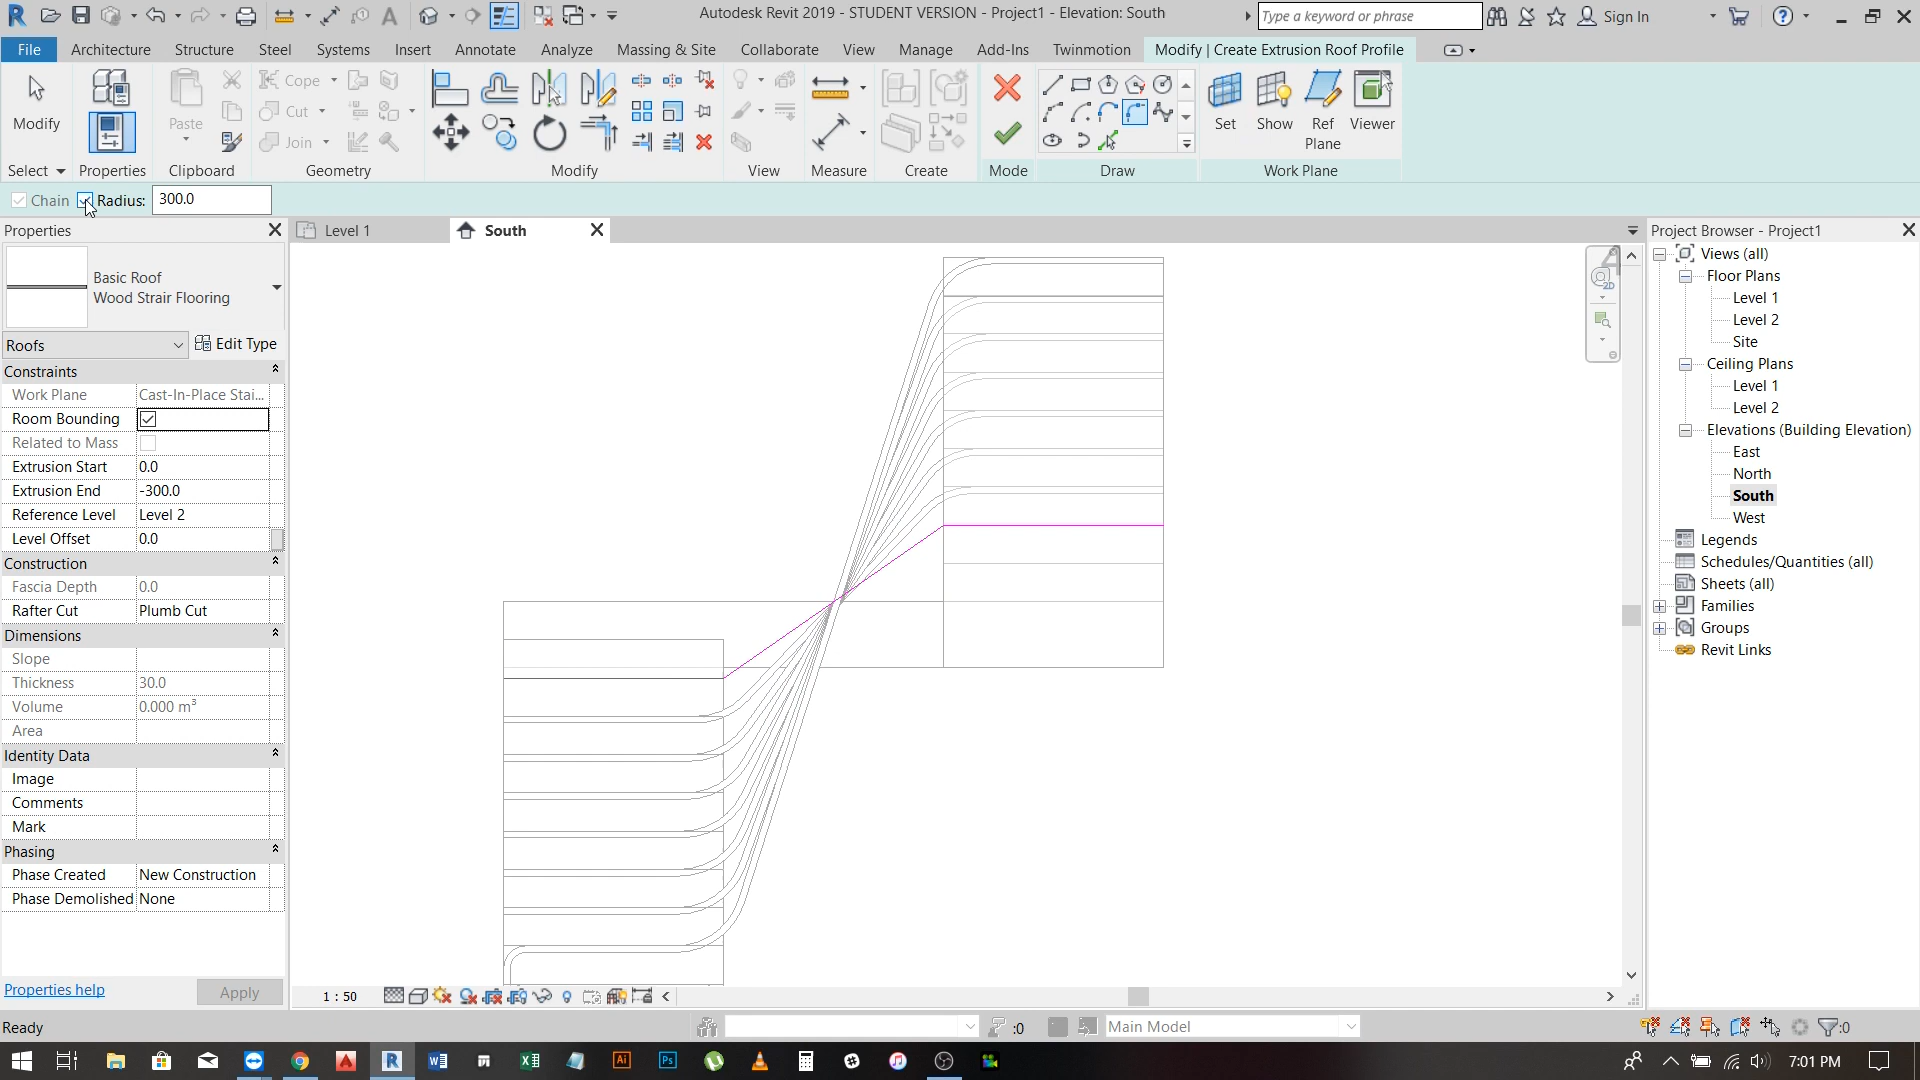 Autodesk Revit 2019 - STUDENT VERSION - Project1 - Elevation: South
Type a keyword or phrase
Sign In
File Architecture Structure Steel Systems Insert Annotate Analyze Massing & Site Collaborate View Manage Add-Ins Twinmotion Modify | Create Extrusion Roof Profile
Modify
Paste
Cope
Cut
Join
Set
Show
Ref Plane
Viewer
Select Properties Clipboard Geometry Modify View Measure Create Mode Draw Work Plane
Chain Radius: 300.0
Properties
Level 1
South
Project Browser - Project1
Basic Roof
Wood Strair Flooring
Roofs
Edit Type
Constraints
Work Plane Cast-In-Place Stai...
Room Bounding
Related to Mass
Extrusion Start 0.0
Extrusion End -300.0
Reference Level Level 2
Level Offset 0.0
Construction
Fascia Depth 0.0
Rafter Cut Plumb Cut
Dimensions
Slope
Thickness 30.0
Volume 0.000 m³
Area
Identity Data
Image
Comments
Mark
Phasing
Phase Created New Construction
Phase Demolished None
Properties help
Apply
2D
Views (all)
Floor Plans
Level 1
Level 2
Site
Ceiling Plans
Level 1
Level 2
Elevations (Building Elevation)
East
North
South
West
Legends
Schedules/Quantities (all)
Sheets (all)
Families
Groups
Revit Links
1 : 50
Ready
:0
Main Model
:0
7:01 PM